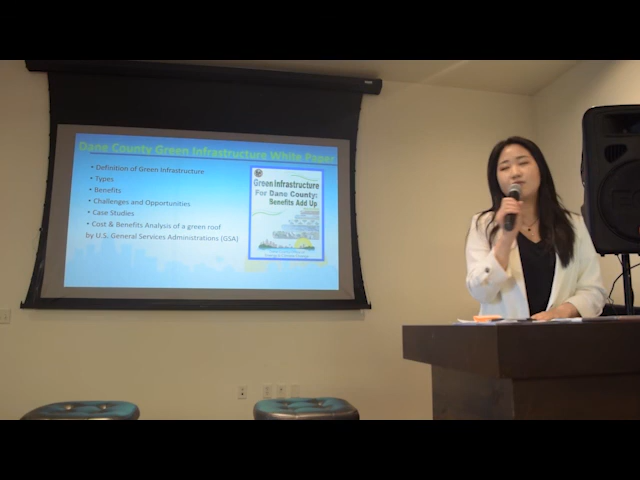 Dane County Green Infrastructure White Paper
• Definition of Green Infrastructure
• Types
• Benefits
• Challenges and Opportunities
• Case Studies
• Cost & Benefits Analysis of a green roof
by U.S. General Services Administrations (GSA)
Green Infrastructure
For Dane County:
Benefits Add Up